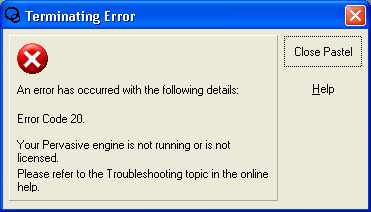 Terminating Error
Close Pastel
Help
An error has occurred with the following details:
Error Code 20.
Your Pervasive engine is not running or is not
licensed.
Please refer to the Troubleshooting topic in the online
help.